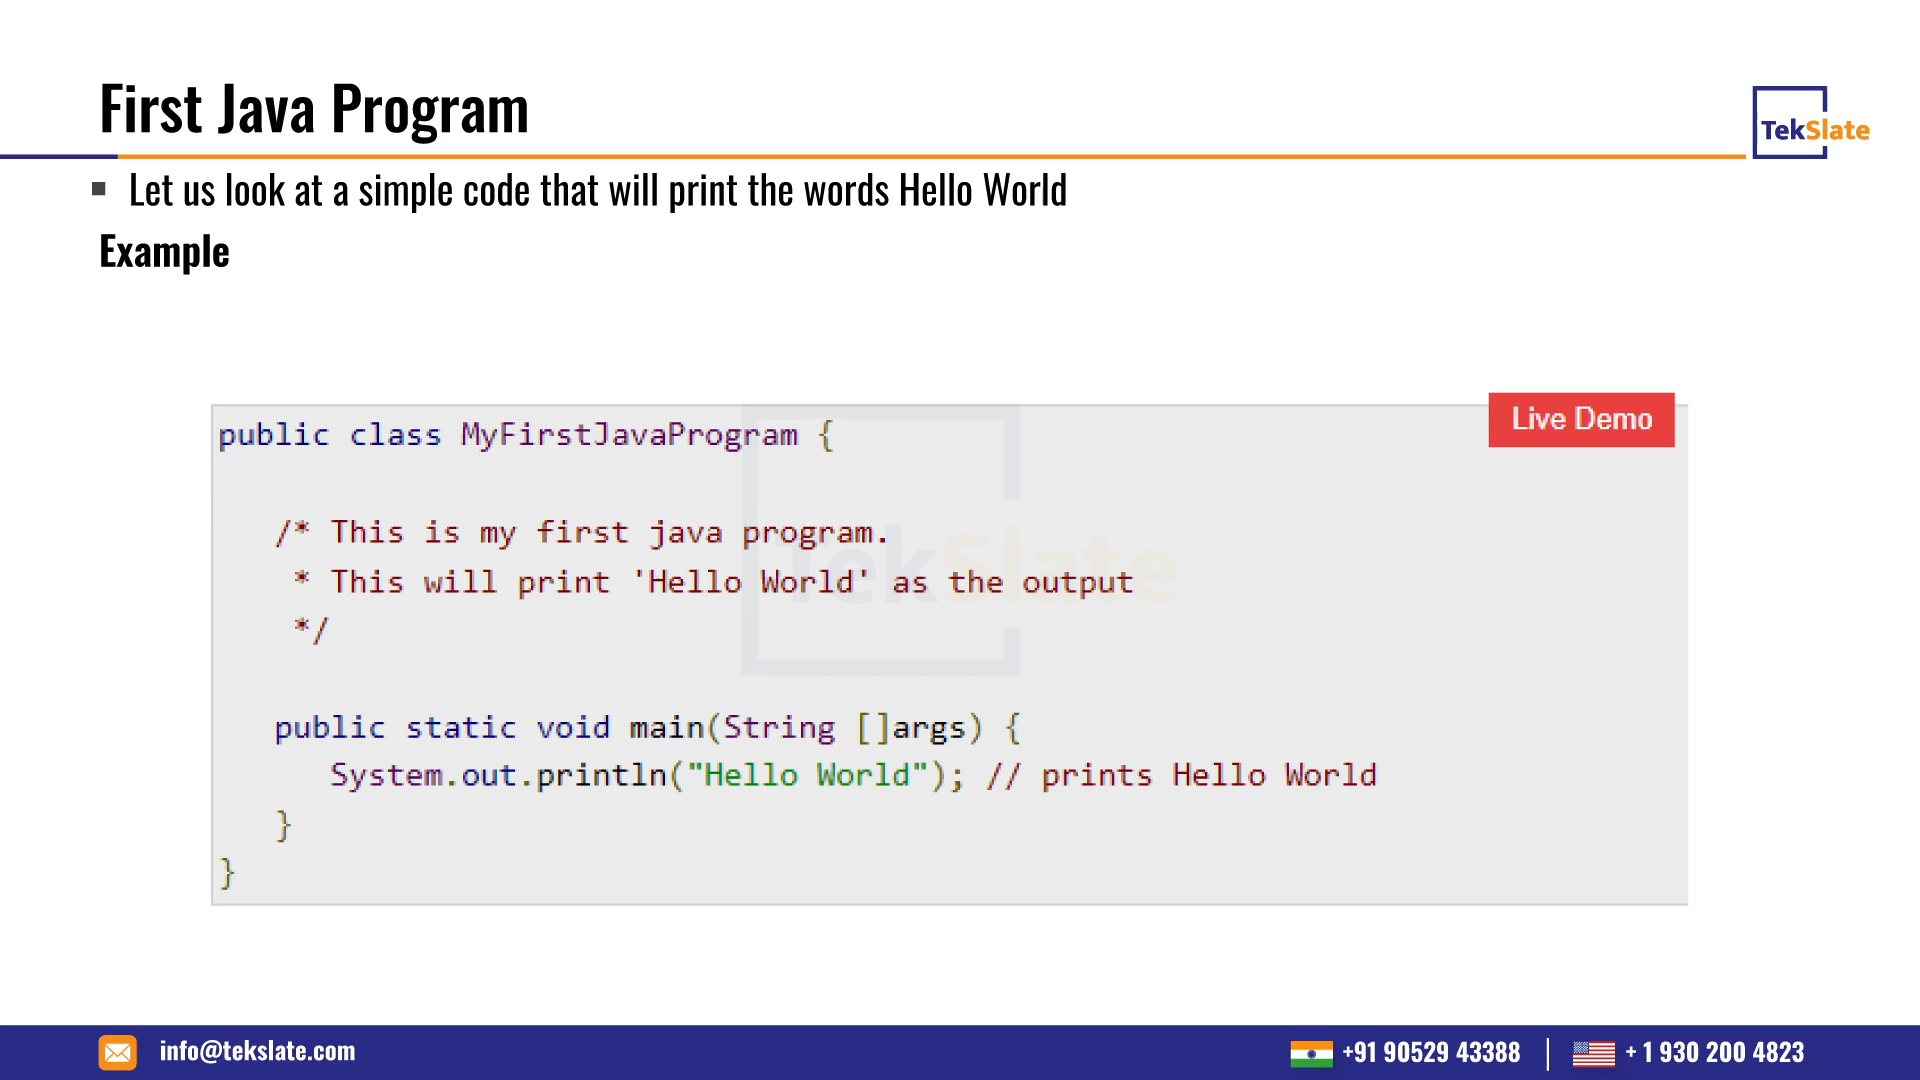 First Java Program
TekSlate
Let us look at a simple code that will print the words Hello World
Example
Live Demo
public class MyFirstJavaProgram {
/* This is my first java program.
* This will print 'Hello World' as the output
*/
TekSlate
public static void main(String []args) {
System.out.println("Hello World"); // prints Hello World
}
}
info@tekslate.com
+91 90529 43388
+ 1 930 200 4823